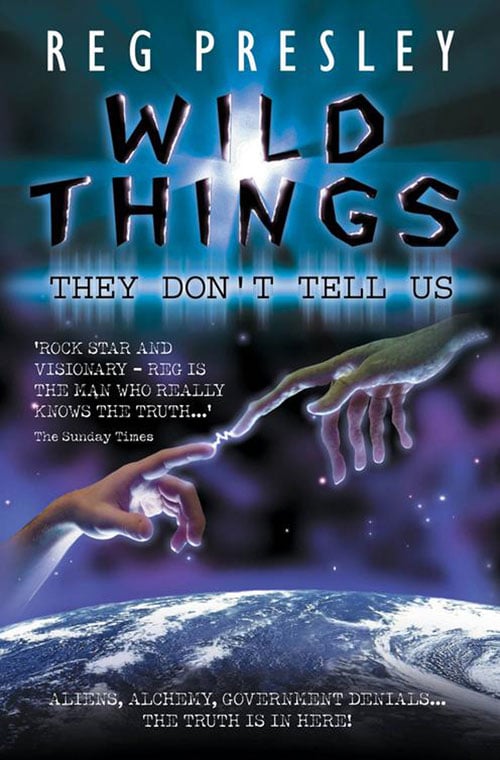 REG PRESLEY
WILD
THINGS
THEY DON'T TELL US
'ROCK STAR AND
VISIONARY – REG IS
THE MAN WHO REALLY
KNOWS THE TRUTH...'
The Sunday Times
ALIENS, ALCHEMY, GOVERNMENT DENIALS...
THE TRUTH IS IN HERE!